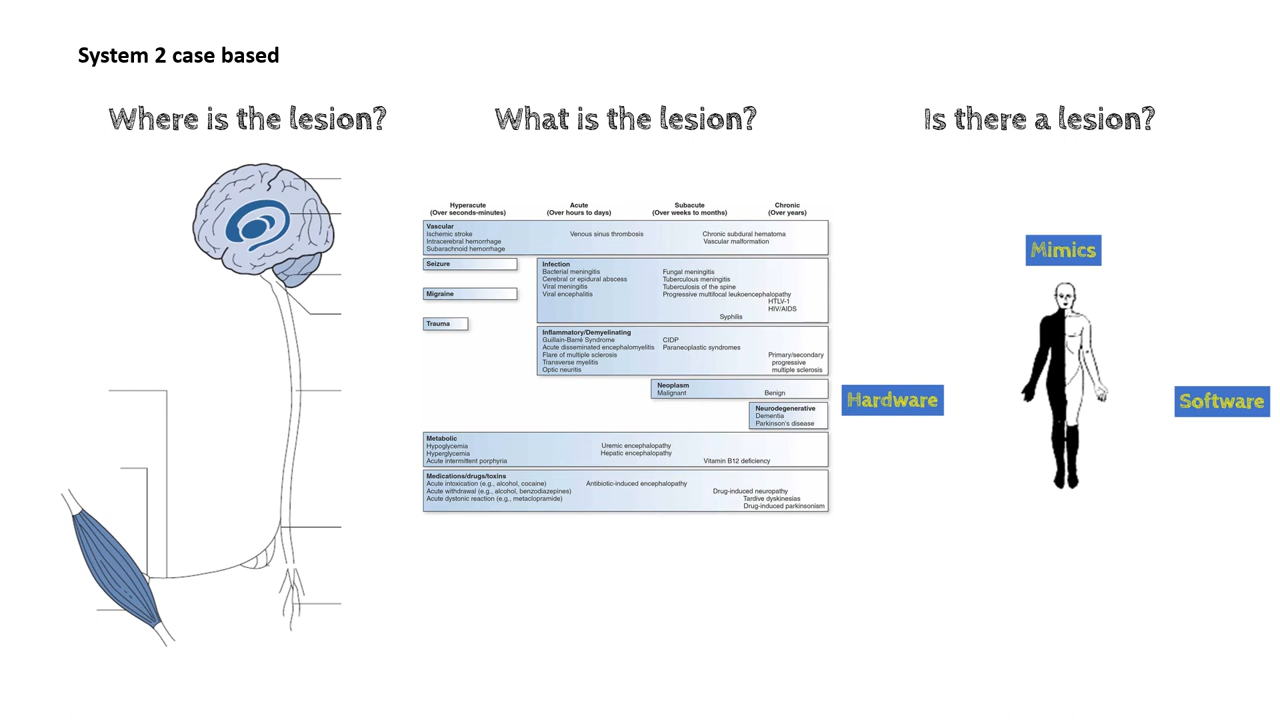 System 2 case based
Where is the lesion?
What is the lesion?
Is there a lesion?
Hyperacute
(Over seconds-minutes)
Acute
(Over hours to days)
Subacute
(Over weeks to months)
Chronic
(Over years)
Vascular
Ischemic stroke
Intracerebral hemorrhage
Subarachnoid hemorrhage
Venous sinus thrombosis
Chronic subdural hematoma
Vascular malformation
Seizure
Migraine
Trauma
Infection
Bacterial meningitis
Cerebral or epidural abscess
Viral meningitis
Viral encephalitis
Fungal meningitis
Tuberculous meningitis
Tuberculosis of the spine
Progressive multifocal leukoencephalopathy
HTLV-1
HIV/AIDS
Syphilis
Inflammatory/Demyelinating
Guillain-Barré Syndrome
Acute disseminated encephalomyelitis
Flare of multiple sclerosis
Transverse myelitis
Optic neuritis
CIDP
Paraneoplastic syndromes
Primary/secondary
progressive
multiple sclerosis
Neoplasm
Malignant
Benign
Neurodegenerative
Dementia
Parkinson's disease
Metabolic
Hypoglycemia
Hyperglycemia
Acute intermittent porphyria
Uremic encephalopathy
Hepatic encephalopathy
Vitamin B12 deficiency
Medications/drugs/toxins
Acute intoxication (e.g., alcohol, cocaine)
Acute withdrawal (e.g., alcohol, benzodiazepines)
Acute dystonic reaction (e.g., metaclopramide)
Antibiotic-induced encephalopathy
Drug-induced neuropathy
Tardive dyskinesias
Drug-induced parkinsonism
Mimics
Hardware
Software